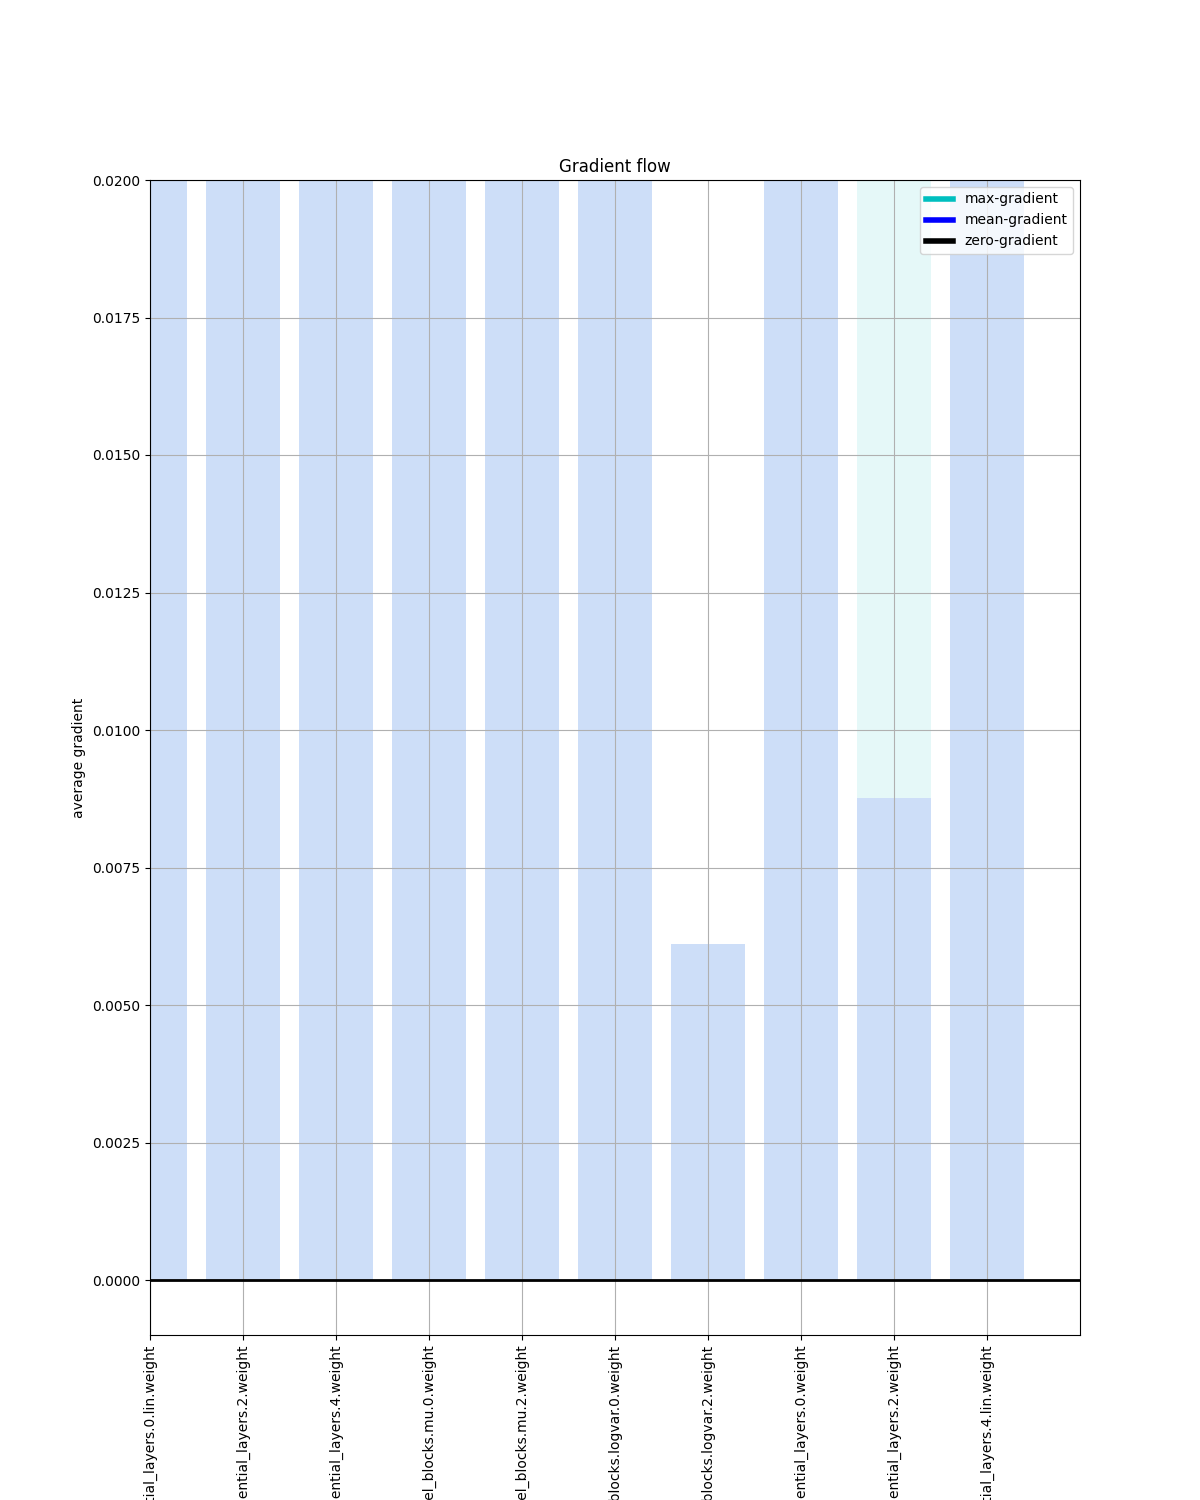 Gradient flow
max-gradient
mean-gradient
zero-gradient
0.0200
0.0175
0.0150
0.0125
0.0100
0.0075
0.0050
0.0025
0.0000
average gradient
tial_layers.0.lin.weight
ential_layers.2.weight
ential_layers.4.weight
el_blocks.mu.0.weight
el_blocks.mu.2.weight
blocks.logvar.0.weight
blocks.logvar.2.weight
ential_layers.0.weight
ential_layers.2.weight
tial_layers.4.lin.weight